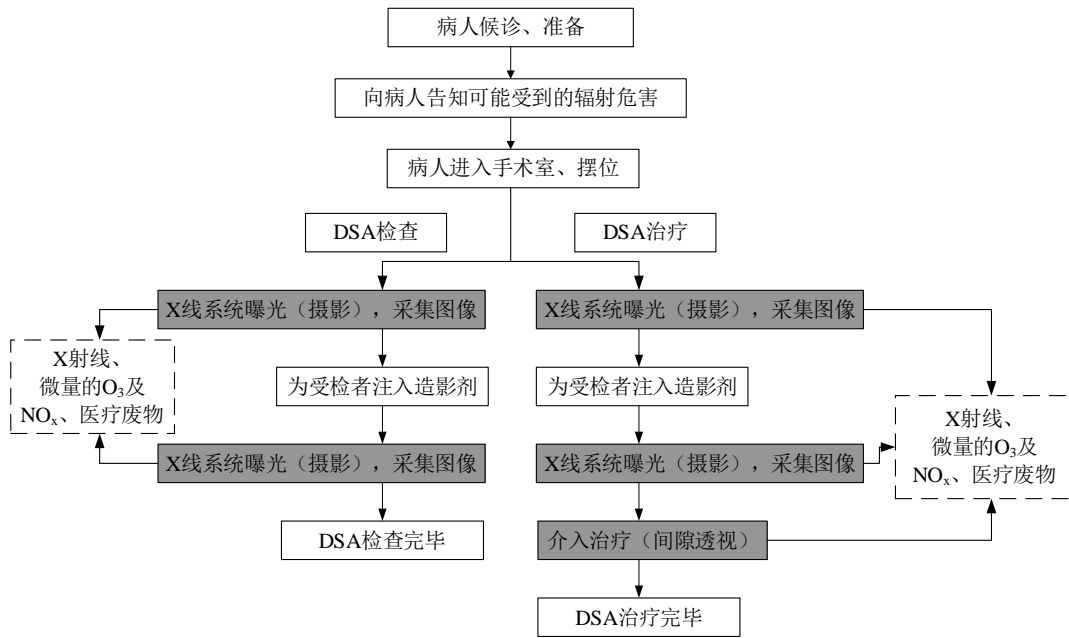 病人候诊、准备
向病人告知可能受到的辐射危害
病人进入手术室、摆位
DSA检查
DSA治疗
X线系统曝光（摄影），采集图像
X线系统曝光（摄影），采集图像
X射线、
微量的O₃及
NOₓ、医疗废物
为受检者注入造影剂
为受检者注入造影剂
X射线、
微量的O₃及
NOₓ、医疗废物
X线系统曝光（摄影），采集图像
X线系统曝光（摄影），采集图像
DSA检查完毕
介入治疗（间隙透视）
DSA治疗完毕